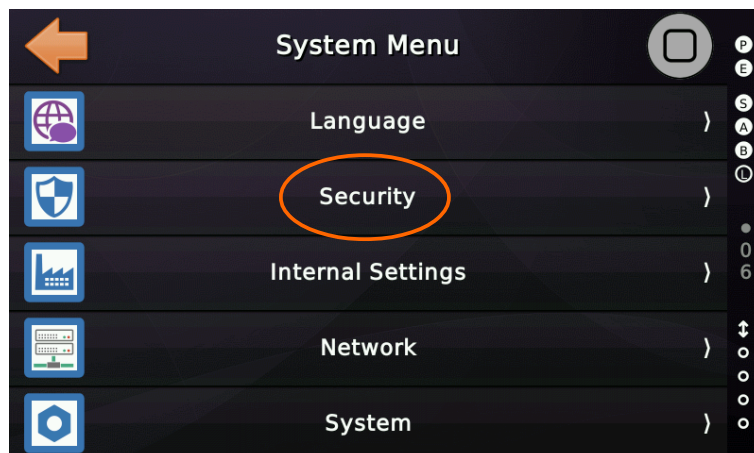 System Menu
Language
Security
Internal Settings
Network
System
P
E
S
A
B
L
0
6